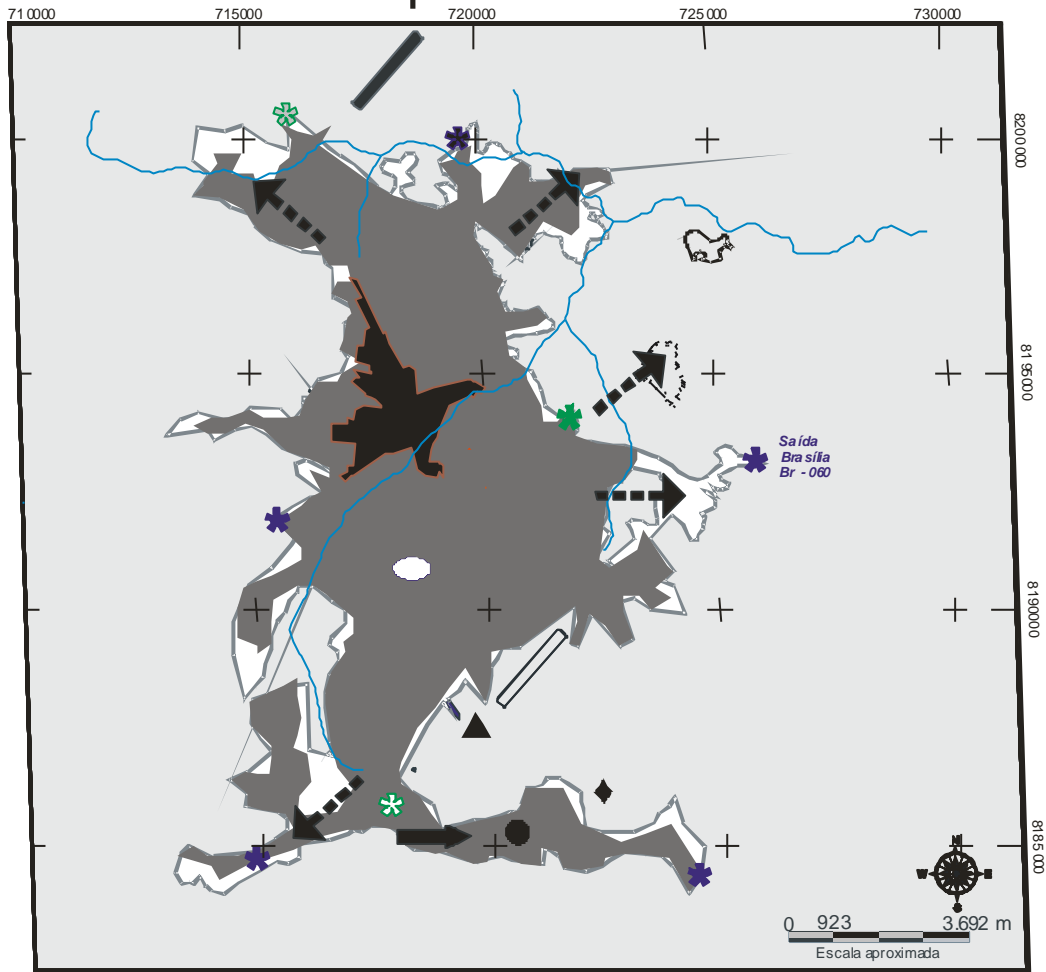 710000 715000 720000 725000 730000
8200000
8195000
Saída
Brasília
Br - 060
8190000
8185000
N
W E
S
0 923 3.692 m
Escala aproximada